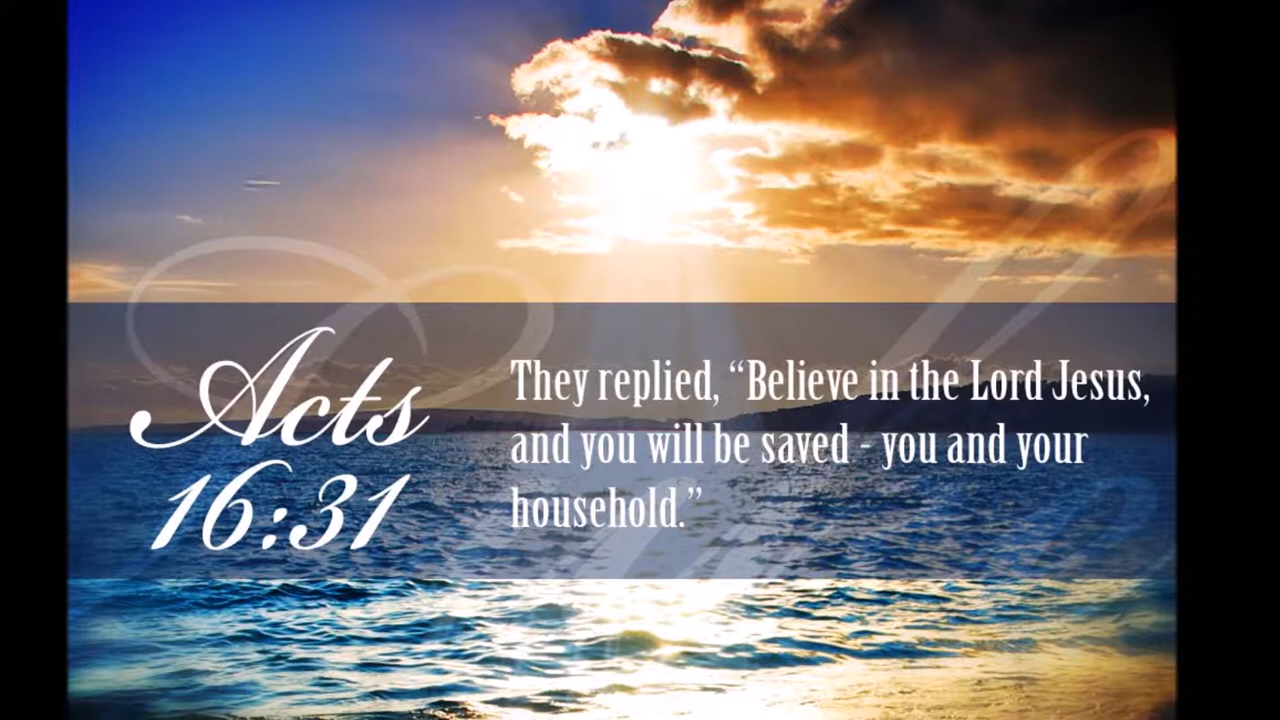 Acts
16:31
They replied, “Believe in the Lord Jesus,
and you will be saved - you and your
household.”